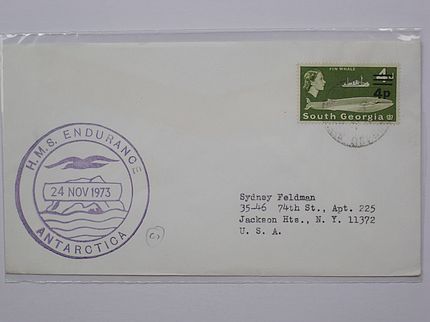 FIN WHALE
4d
4p
South Georgia
H.M.S. ENDURANCE
24 NOV 1973
ANTARCTICA
Sydney Feldman
35-46 74th St., Apt. 225
Jackson Hts., N. Y. 11372
U. S. A.